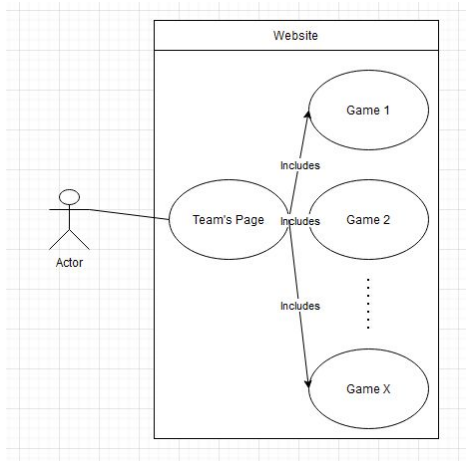 Website
Game 1
Includes
Team's Page
Includes
Game 2
Actor
Includes
Game X